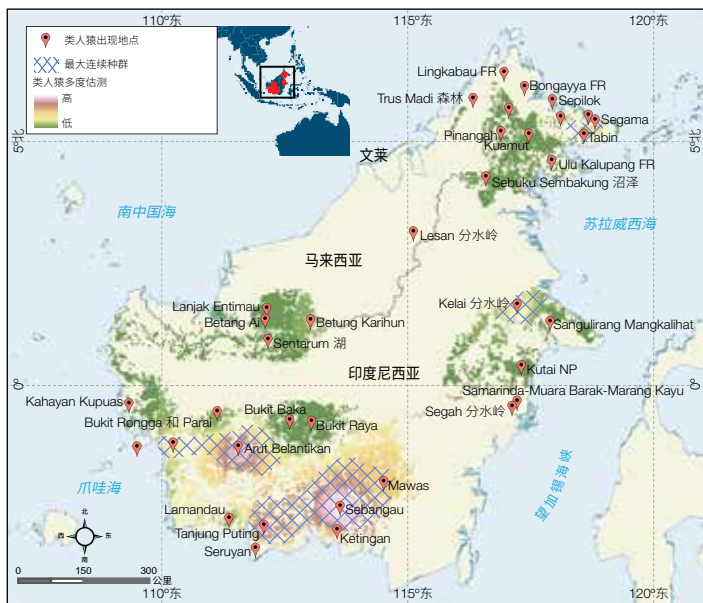 110°东
115°东
120°东
类人猿出现地点
最大连续种群
类人猿多度估测
高
低
Lingkabau FR
Bongayya FR
Trus Madi 森林
Sepilok
Segama
Pinangah
Kuamut
Tabin
5°北
5°北
文莱
Ulu Kalupang FR
Sebuku Sembakung 沼泽
南中国海
苏拉威西海
Lesan 分水岭
马来西亚
Lanjak Entimau
Kelai 分水岭
Betang Ai
Betung Karihun
Sangulirang Mangkalihat
Sentarum 湖
印度尼西亚
Kutai NP
0°
0°
Samarinda-Muara Barak-Marang Kayu
Kahayan Kupuas
Segah 分水岭
Bukit Baka
Bukit Rongga 和 Parai
Bukit Raya
Arut Belantikan
望加锡海峡
爪哇海
Mawas
Lamandau
Sebangau
Tanjung Puting
Ketingan
Seruyan
北
西
东
南
0
150
300
公里
110°东
115°东
120°东